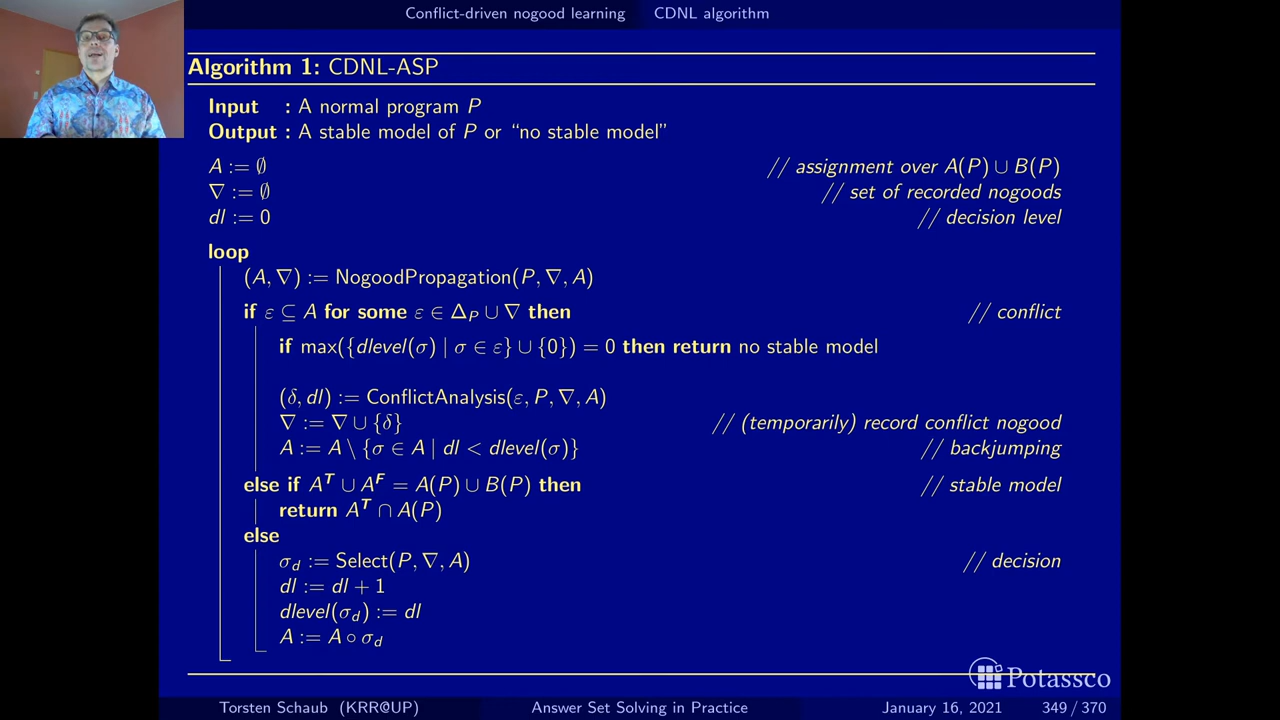 Conflict-driven nogood learning CDNL algorithm
Algorithm 1: CDNL-ASP
Input : A normal program P
Output : A stable model of P or “no stable model”
A := ∅ // assignment over A(P) ∪ B(P)
∇ := ∅ // set of recorded nogoods
dl := 0 // decision level
loop
(A, ∇) := NogoodPropagation(P, ∇, A)
if ε ⊆ A for some ε ∈ Δ_P ∪ ∇ then // conflict
if max({dlevel(σ) | σ ∈ ε} ∪ {0}) = 0 then return no stable model
(δ, dl) := ConflictAnalysis(ε, P, ∇, A)
∇ := ∇ ∪ {δ} // (temporarily) record conflict nogood
A := A \ {σ ∈ A | dl < dlevel(σ)} // backjumping
else if A^T ∪ A^F = A(P) ∪ B(P) then // stable model
return A^T ∩ A(P)
else
σ_d := Select(P, ∇, A) // decision
dl := dl + 1
dlevel(σ_d) := dl
A := A ∘ σ_d
Potassco
Torsten Schaub (KRR@UP) Answer Set Solving in Practice January 16, 2021 349 / 370